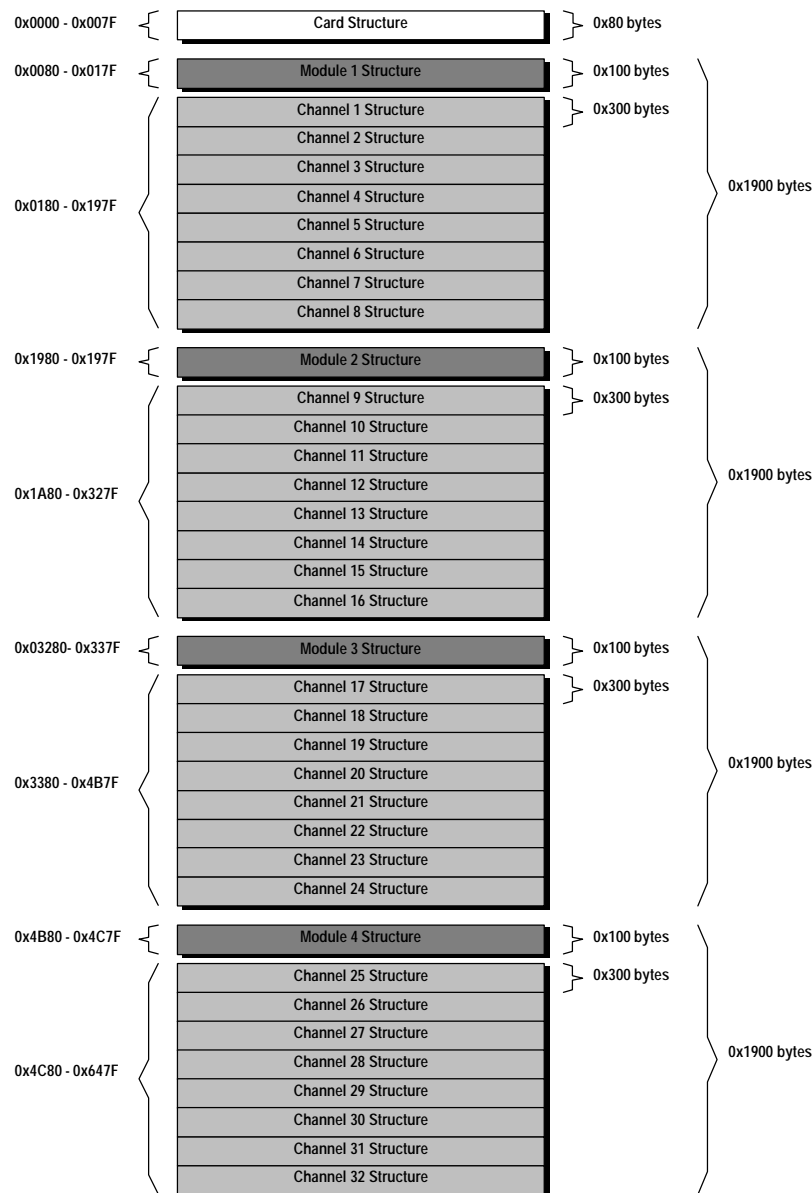 0x0000 - 0x007F Card Structure 0x80 bytes
0x0080 - 0x017F Module 1 Structure 0x100 bytes
Channel 1 Structure 0x300 bytes
Channel 2 Structure
Channel 3 Structure
0x1900 bytes
Channel 4 Structure
0x0180 - 0x197F
Channel 5 Structure
Channel 6 Structure
Channel 7 Structure
Channel 8 Structure
0x1980 - 0x197F Module 2 Structure 0x100 bytes
Channel 9 Structure 0x300 bytes
Channel 10 Structure
Channel 11 Structure
0x1900 bytes
Channel 12 Structure
0x1A80 - 0x327F
Channel 13 Structure
Channel 14 Structure
Channel 15 Structure
Channel 16 Structure
0x03280- 0x337F Module 3 Structure 0x100 bytes
Channel 17 Structure 0x300 bytes
Channel 18 Structure
Channel 19 Structure
0x1900 bytes
Channel 20 Structure
0x3380 - 0x4B7F
Channel 21 Structure
Channel 22 Structure
Channel 23 Structure
Channel 24 Structure
0x4B80 - 0x4C7F Module 4 Structure 0x100 bytes
Channel 25 Structure 0x300 bytes
Channel 26 Structure
Channel 27 Structure
0x1900 bytes
Channel 28 Structure
0x4C80 - 0x647F
Channel 29 Structure
Channel 30 Structure
Channel 31 Structure
Channel 32 Structure